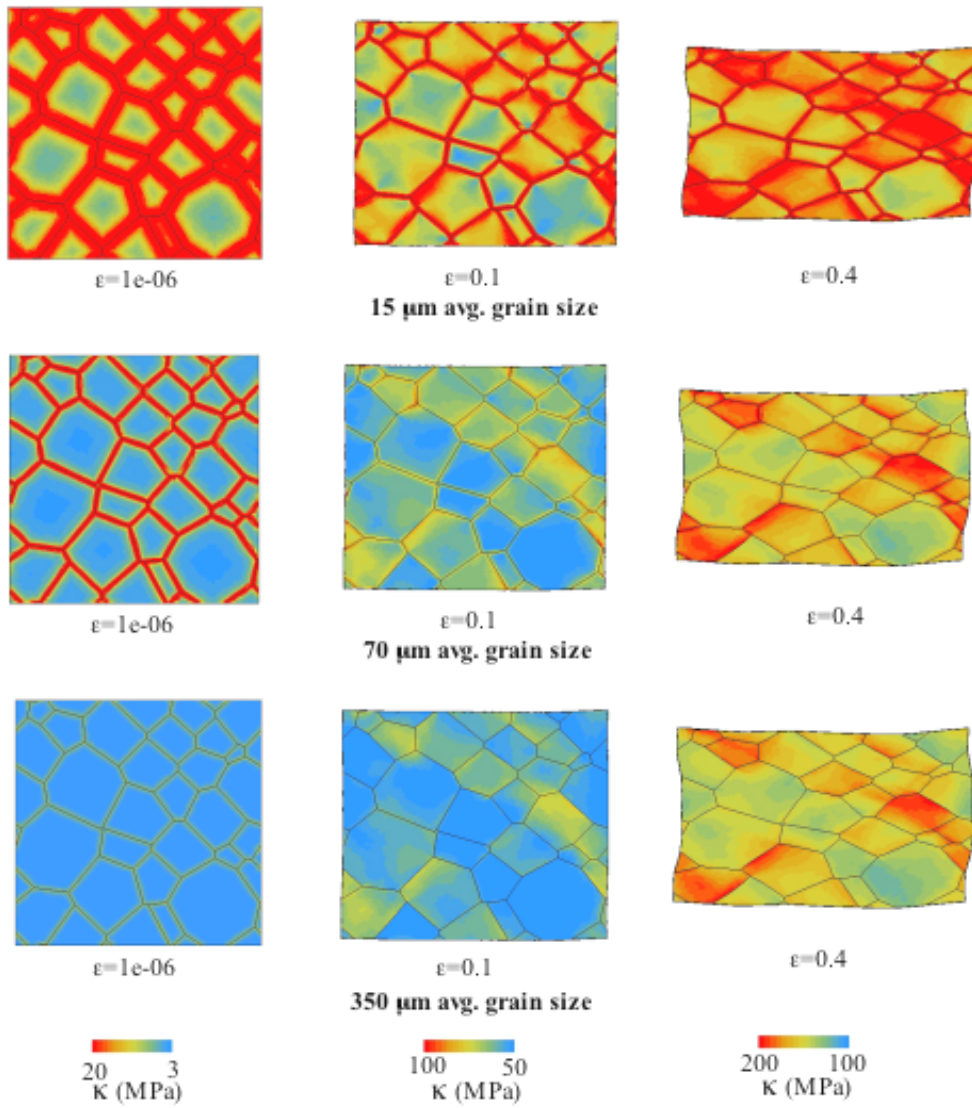 ε=1e-06 ε=0.1 ε=0.4
15 μm avg. grain size
ε=1e-06 ε=0.1 ε=0.4
70 μm avg. grain size
ε=1e-06 ε=0.1 ε=0.4
350 μm avg. grain size
20 3 100 50 200 100
κ (MPa) κ (MPa) κ (MPa)